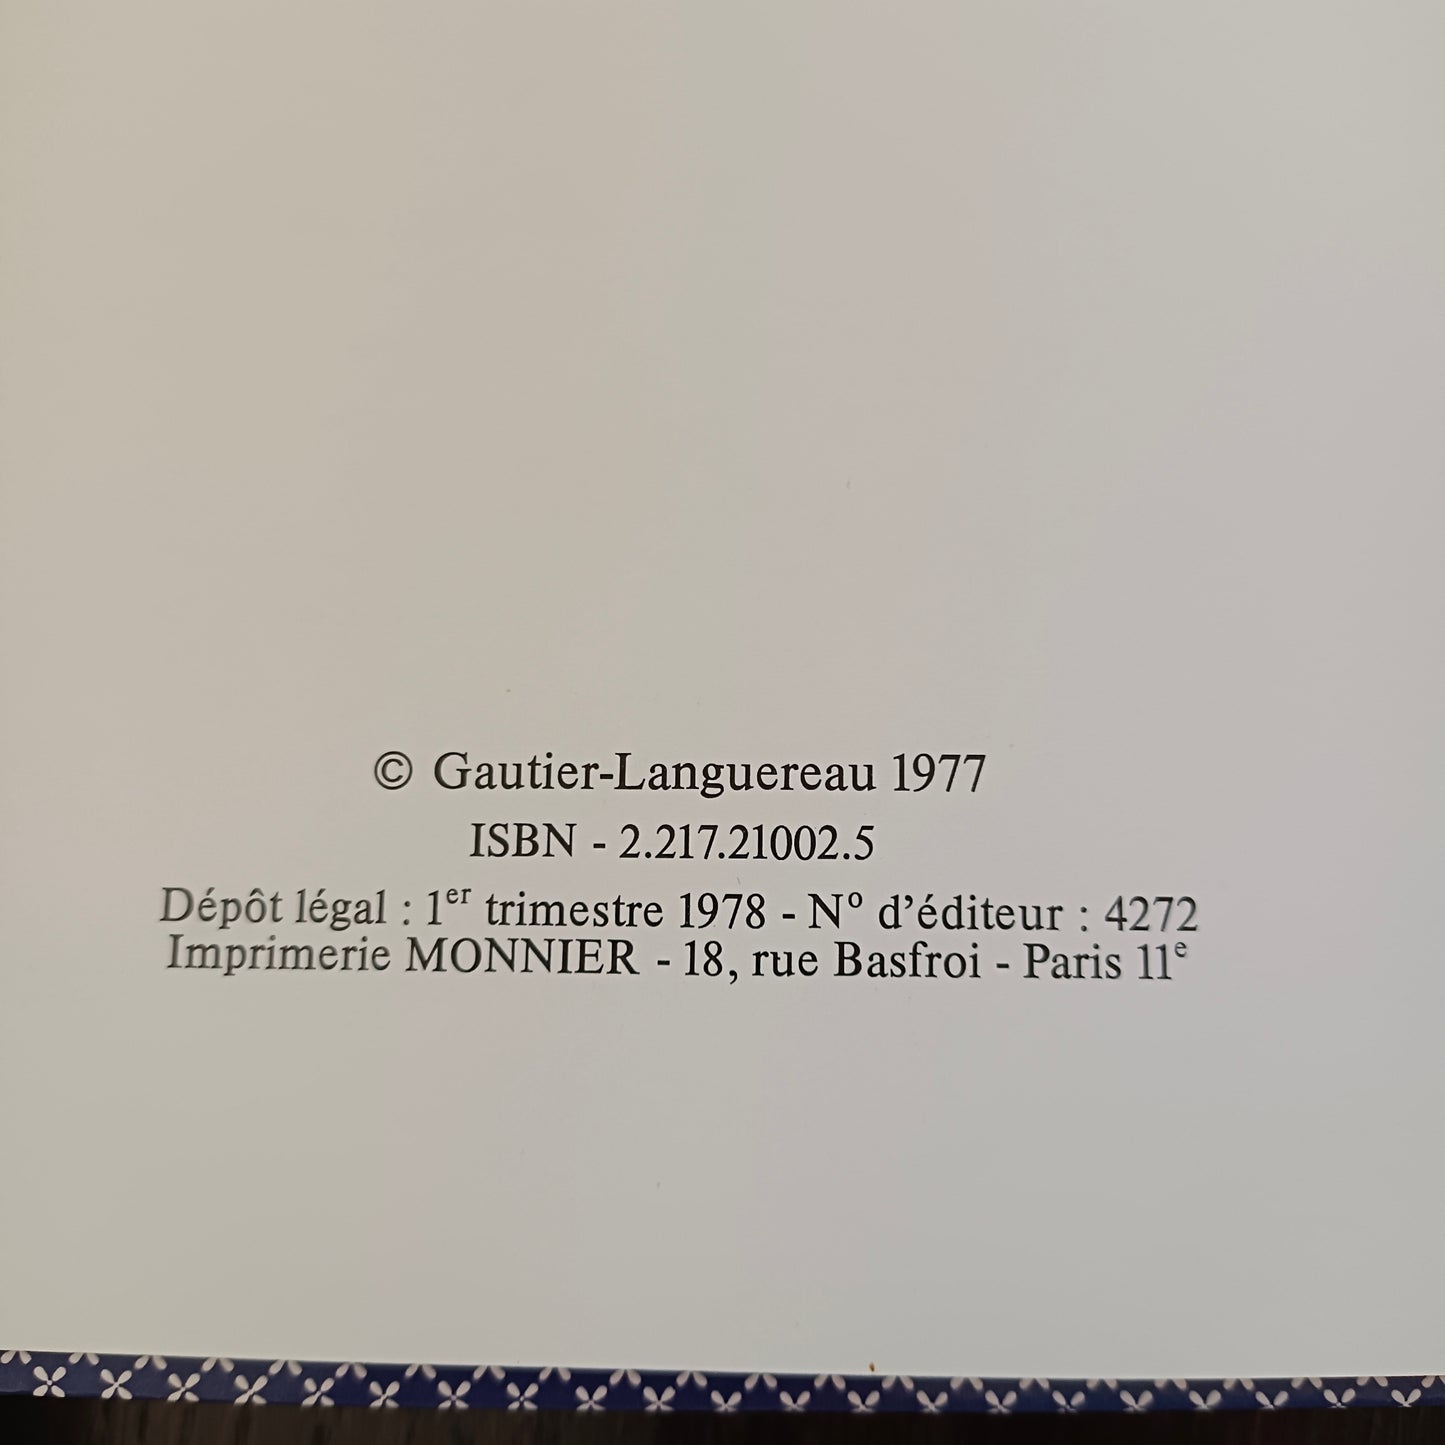 © Gautier-Languereau 1977
ISBN - 2.217.21002.5
Dépôt légal : 1er trimestre 1978 - Nº d'éditeur : 4272
Imprimerie MONNIER - 18, rue Basfroi - Paris 11e